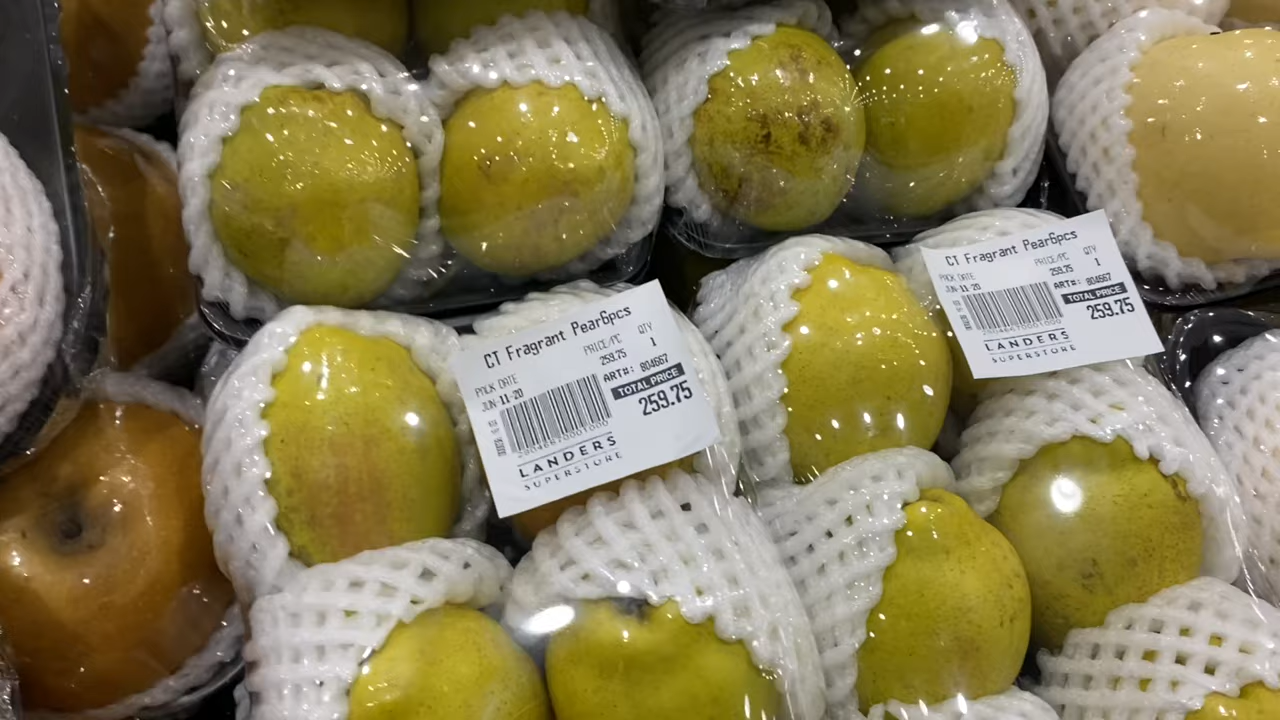 CT Fragrant Pear6pcs
PACK DATE
JUN-11-20
PRICE/PC
259.75
QTY
1
ART#: 804667
TOTAL PRICE
259.75
LANDERS
SUPERSTORE
CT Fragrant Pear6pcs
PACK DATE
JUN-11-20
PRICE/PC
259.75
QTY
1
ART#: 804667
TOTAL PRICE
259.75
LANDERS
SUPERSTORE